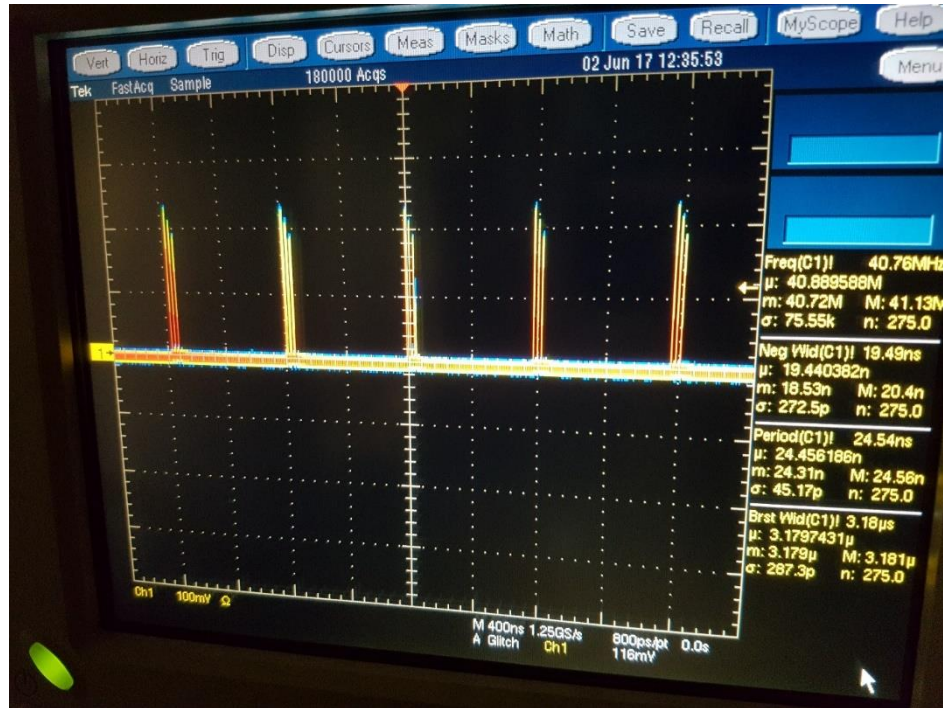 Vert Horiz Trig Disp Cursors Meas Masks Math Save Recall MyScope Help
Tek FastAcq Sample 180000 Acqs 02 Jun 17 12:35:53 Menu
Freq(C1)! 40.76MHz
µ: 40.889588M
m: 40.72M M: 41.13M
σ: 75.55k n: 275.0
Neg Wid(C1)! 19.49ns
µ: 19.440382n
m: 18.53n M: 20.4n
σ: 272.5p n: 275.0
Period(C1)! 24.54ns
µ: 24.456186n
m: 24.31n M: 24.56n
σ: 45.17p n: 275.0
Brst Wid(C1)! 3.18µs
µ: 3.1797431µ
m: 3.179µ M: 3.181µ
σ: 287.3p n: 275.0
1
Ch1 100mV Ω
M 400ns 1.25GS/s 800ps/pt 0.0s
A Glitch Ch1 116mV